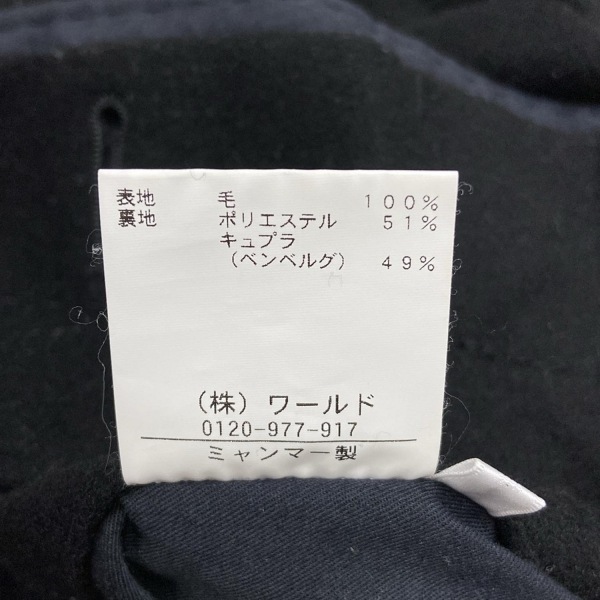 表地 毛 100%
裏地 ポリエステル 51%
キュプラ
(ベンベルグ) 49%
(株)ワールド
0120-977-917
ミャンマー製